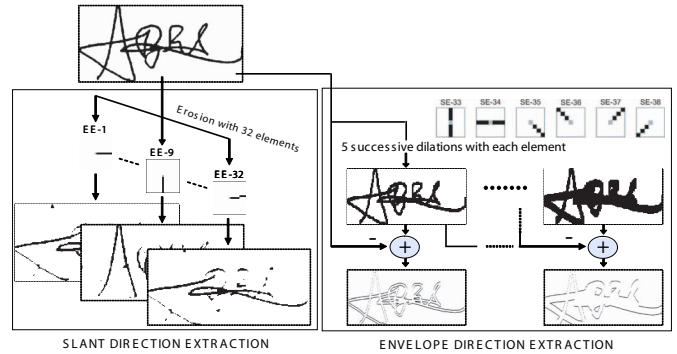 Erosion with 32 elements
EE-1
EE-9
EE-32
SLANT DIRECTION EXTRACTION
SE-33 SE-34 SE-35 SE-36 SE-37 SE-38
5 successive dilations with each element
− + − +
ENVELOPE DIRECTION EXTRACTION